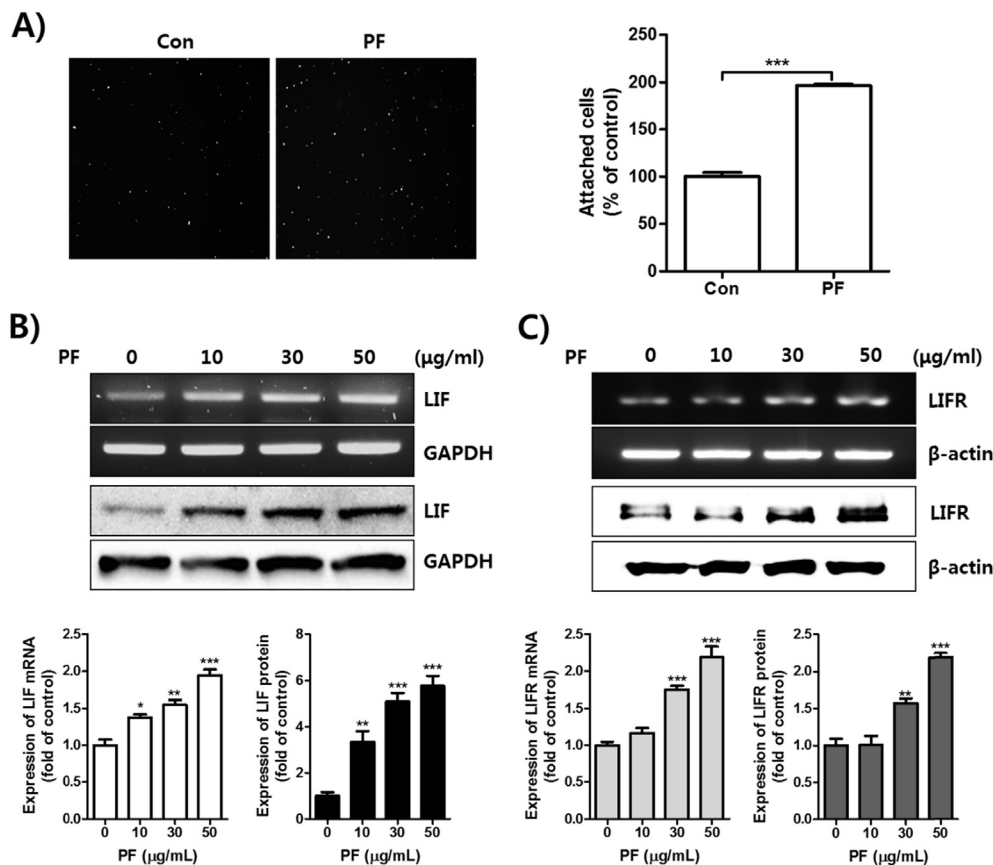 A)
Con PF
Attached cells
(% of control)
250
200
150
100
50
0
***
Con PF
B)
PF 0 10 30 50 (μg/ml)
LIF
GAPDH
LIF
GAPDH
Expression of LIF mRNA
(fold of control)
2.5
2.0
1.5
1.0
0.5
0.0
* ** ***
0 10 30 50
PF (μg/mL)
Expression of LIF protein
(fold of control)
8
6
4
2
0
** *** ***
0 10 30 50
PF (μg/mL)
C)
PF 0 10 30 50 (μg/ml)
LIFR
β-actin
LIFR
β-actin
Expression of LIFR mRNA
(fold of control)
2.5
2.0
1.5
1.0
0.5
0.0
*** ***
0 10 30 50
PF (μg/mL)
Expression of LIFR protein
(fold of control)
2.5
2.0
1.5
1.0
0.5
0.0
** ***
0 10 30 50
PF (μg/mL)